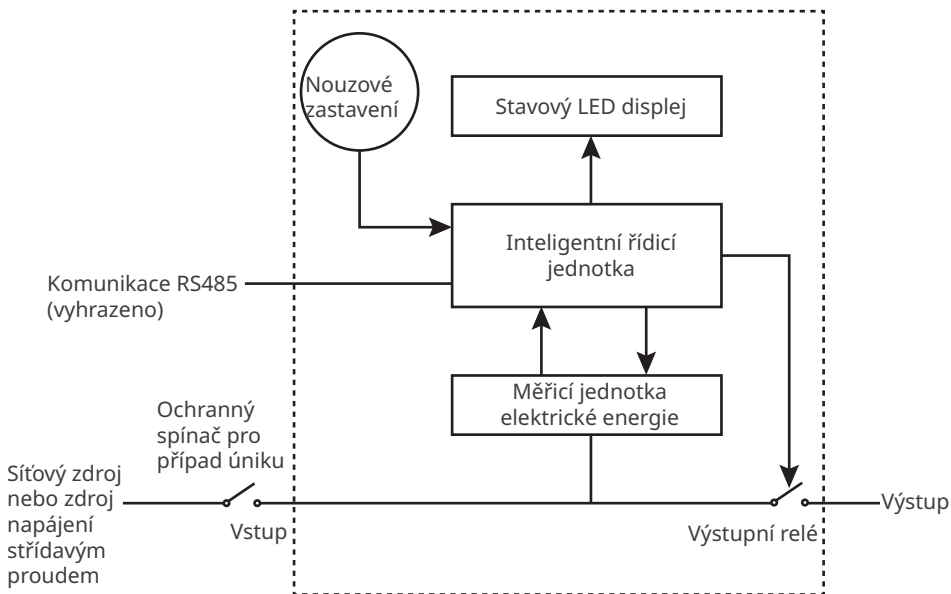 Nouzové
zastavení
Stavový LED displej
Inteligentní řídicí
jednotka
Komunikace RS485
(vyhrazeno)
Měřicí jednotka
elektrické energie
Ochranný
spínač pro
případ úniku
Síťový zdroj
nebo zdroj
napájení
střídavým
proudem
Vstup
Výstupní relé
Výstup